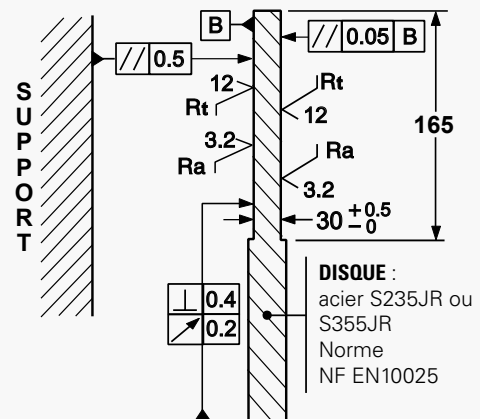 B
// 0.05 B
// 0.5
SUPPORT
12
Rt
Rt
12
3.2
Ra
Ra
3.2
165
30 +0.5 -0
⊥ 0.4
↗ 0.2
DISQUE :
acier S235JR ou
S355JR
Norme
NF EN10025